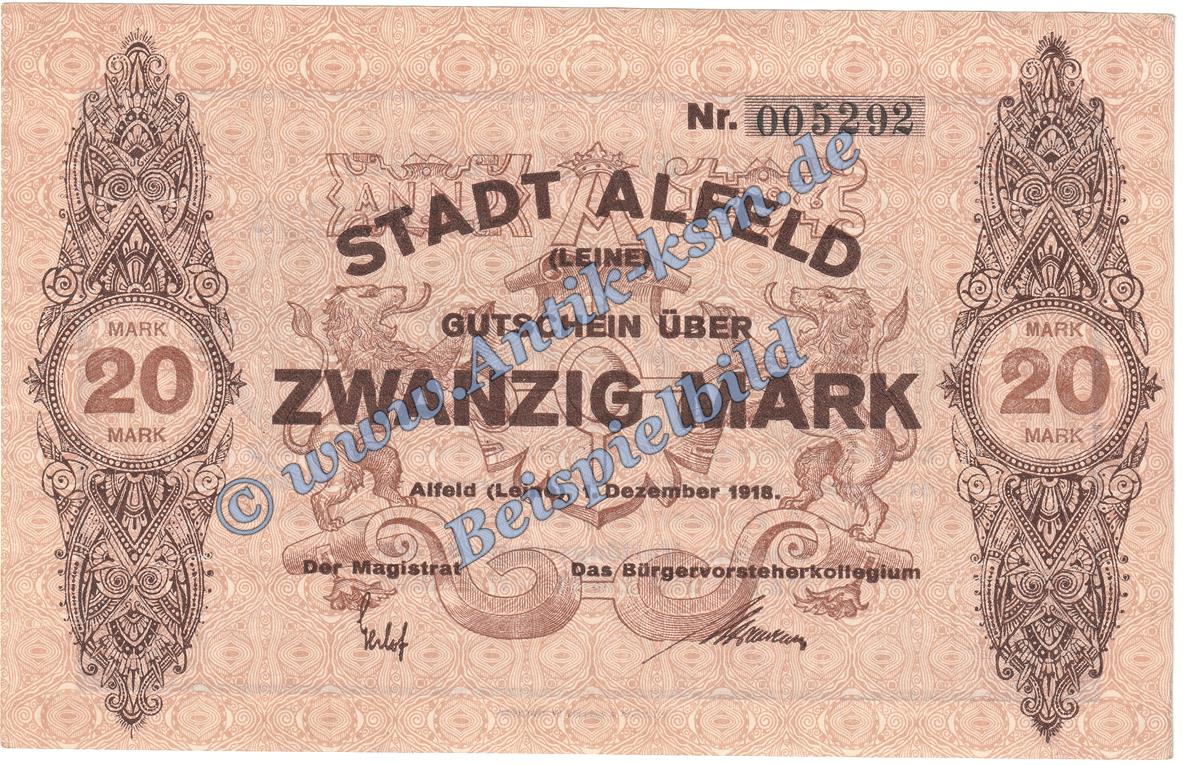 Nr. 005292
STADT ALFELD
(LEINE)
GUTSCHEIN ÜBER
ZWANZIG MARK
MARK
20
MARK
MARK
20
MARK
Alfeld (Leine), 1. Dezember 1918.
Der Magistrat
Das Bürgervorsteherkollegium
© www.Antik-ksm.de
Beispielbild